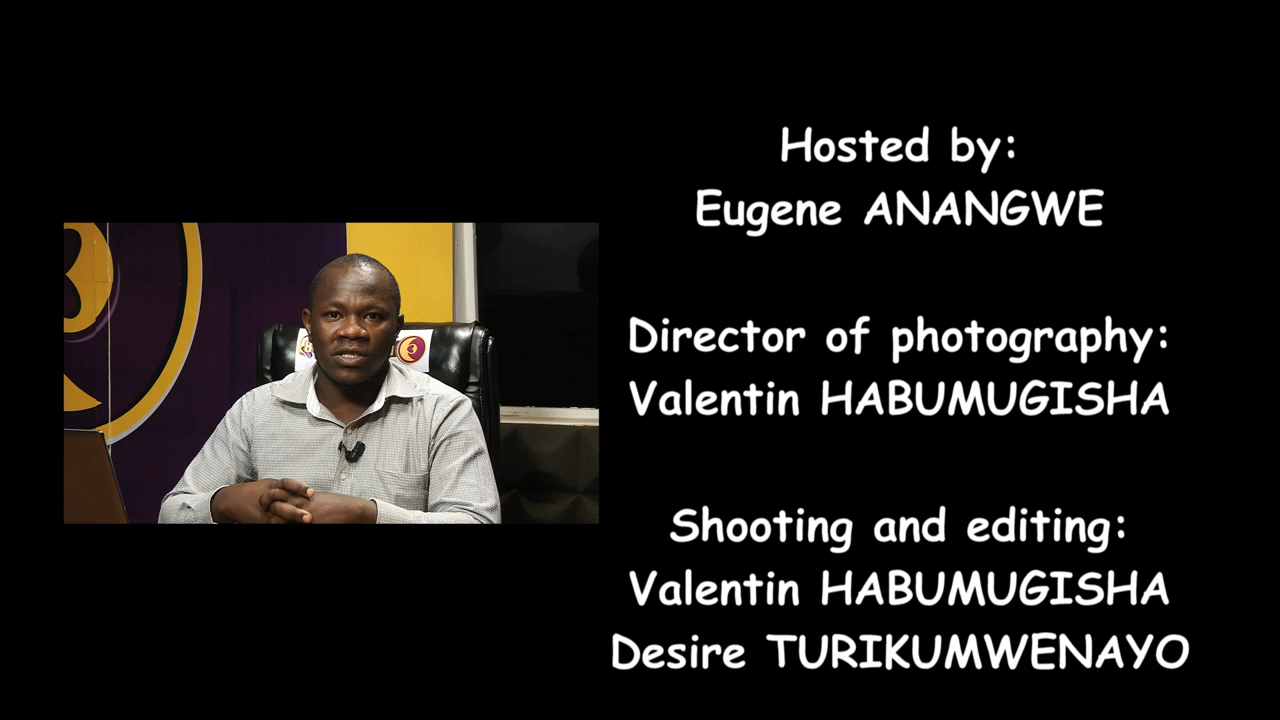 Hosted by:
Eugene ANANGWE
Director of photography:
Valentin HABUMUGISHA
Shooting and editing:
Valentin HABUMUGISHA
Desire TURIKUMWENAYO